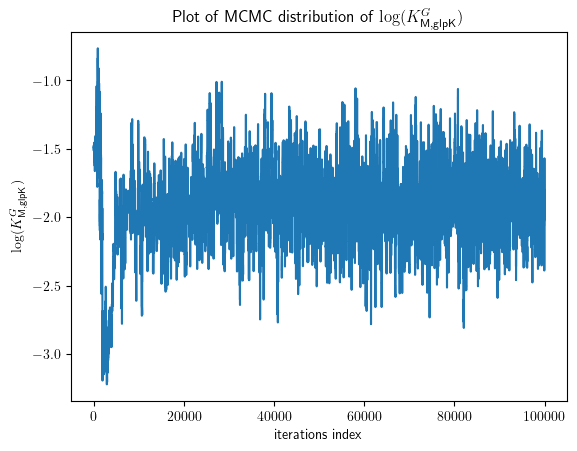 Plot of MCMC distribution of log(K^G_{M,glpK})
log(K^G_{M,glpK})
−1.0
−1.5
−2.0
−2.5
−3.0
0 20000 40000 60000 80000 100000
iterations index